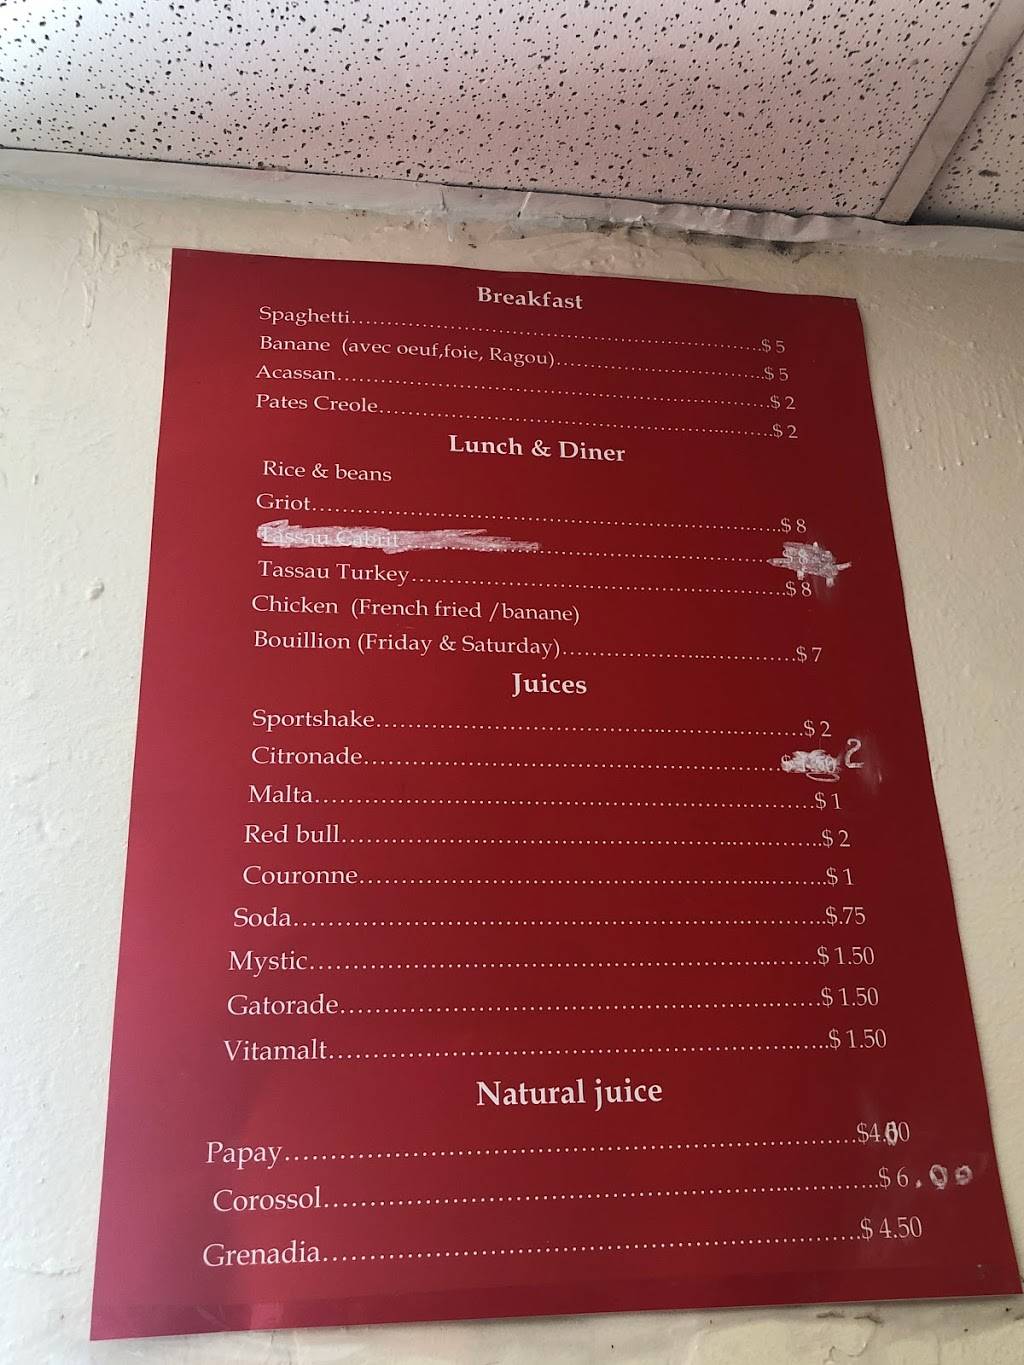 Breakfast
Spaghetti..........$ 5
Banane (avec oeuf,foie, Ragou)..........$ 5
Acassan..........$ 2
Pates Creole..........$ 2
Lunch & Diner
Rice & beans
Griot..........$ 8
Tassau Cabrit..........$ 8
Tassau Turkey..........$ 8
Chicken (French fried /banane)
Bouillion (Friday & Saturday)..........$ 7
Juices
Sportshake..........$ 2
Citronade..........$ 2
Malta..........$ 1
Red bull..........$ 2
Couronne..........$ 1
Soda..........$.75
Mystic..........$ 1.50
Gatorade..........$ 1.50
Vitamalt..........$ 1.50
Natural juice
Papay..........$4.00
Corossol..........$ 6.00
Grenadia..........$ 4.50